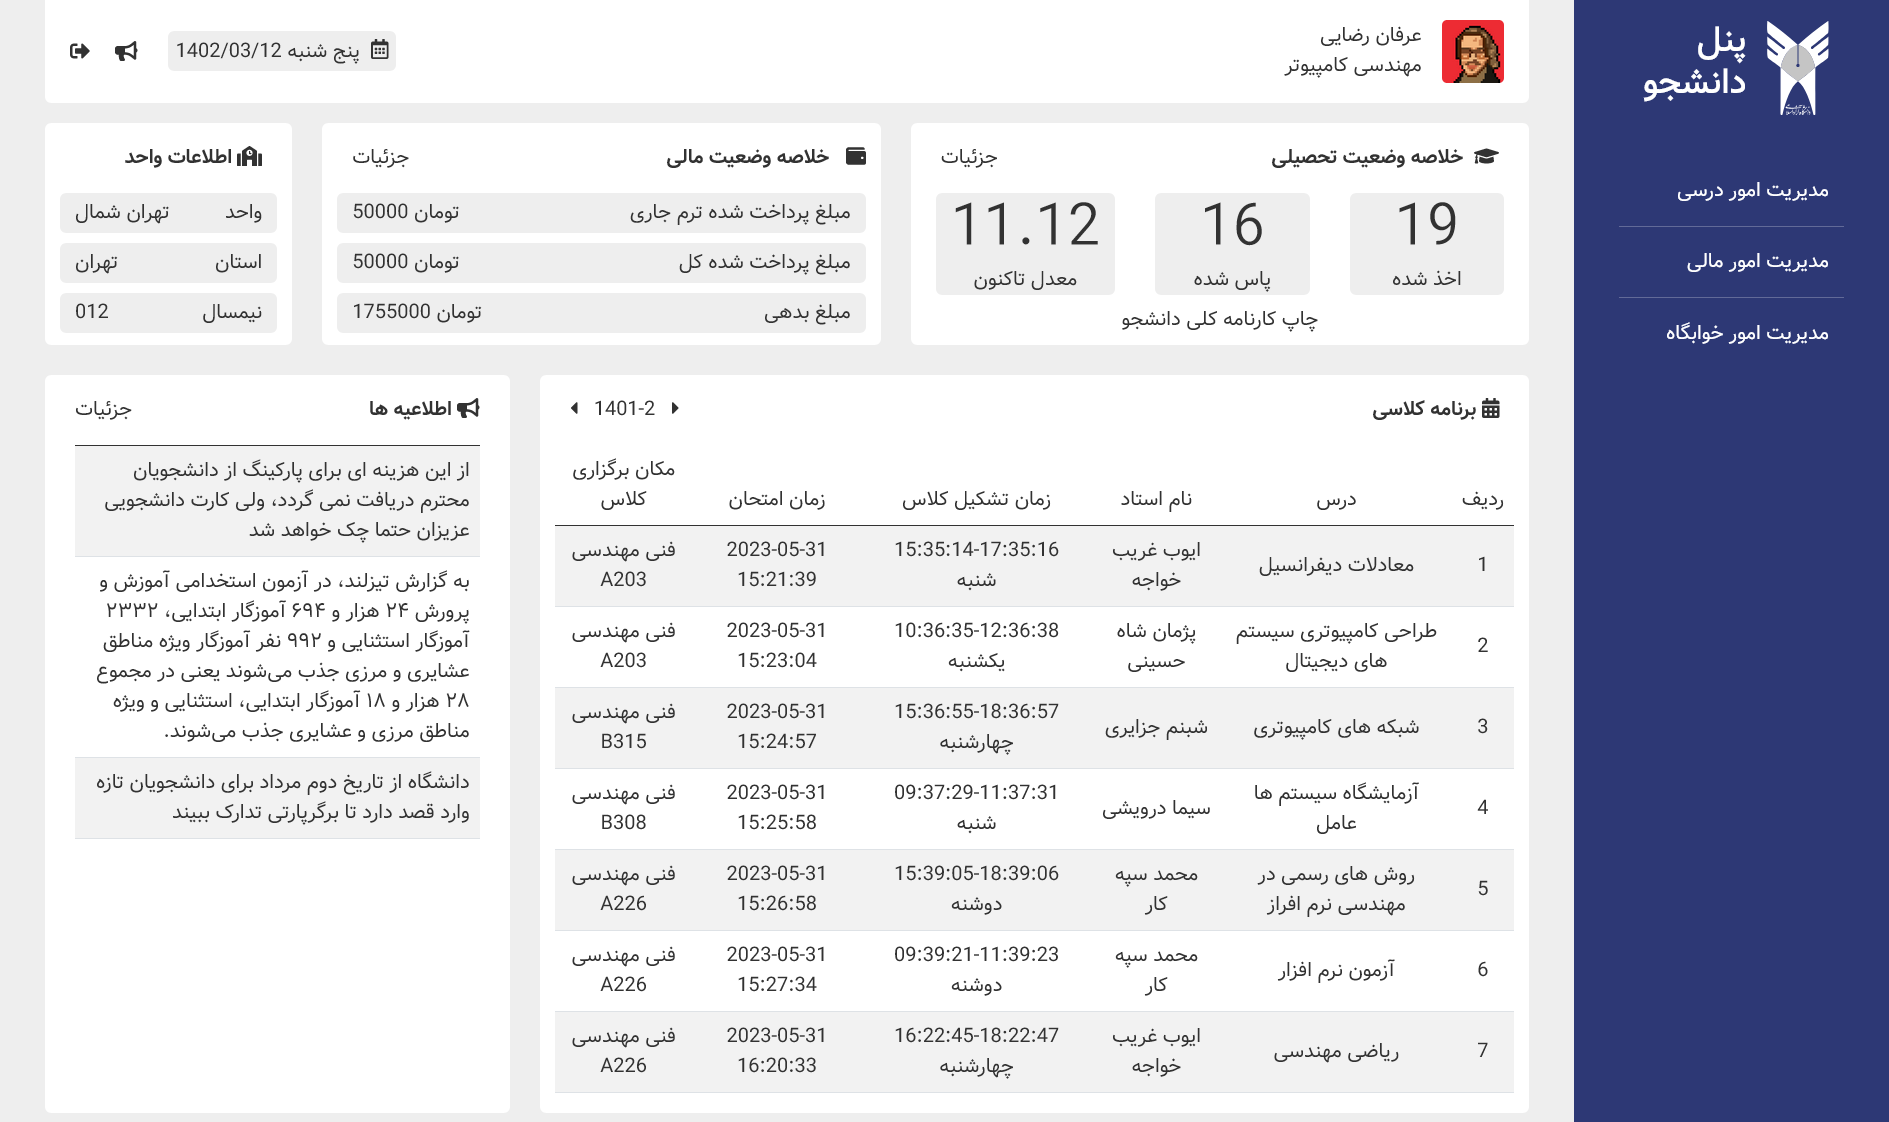 پنل
دانشجو
مدیریت امور درسی
مدیریت امور مالی
مدیریت امور خوابگاه
عرفان رضایی
مهندسی کامپیوتر
پنج شنبه 1402/03/12
خلاصه وضعیت تحصیلی
جزئیات
19
اخذ شده
16
پاس شده
11.12
معدل تاکنون
چاپ کارنامه کلی دانشجو
خلاصه وضعیت مالی
جزئیات
مبلغ پرداخت شده ترم جاری
50000 تومان
مبلغ پرداخت شده کل
50000 تومان
مبلغ بدهی
1755000 تومان
اطلاعات واحد
واحد
تهران شمال
استان
تهران
نیمسال
012
برنامه کلاسی
1401-2
ردیف
درس
نام استاد
زمان تشکیل کلاس
زمان امتحان
مکان برگزاری
کلاس
1
معادلات دیفرانسیل
ایوب غریب
خواجه
15:35:14-17:35:16
شنبه
2023-05-31
15:21:39
فنی مهندسی
A203
2
طراحی کامپیوتری سیستم
های دیجیتال
پژمان شاه
حسینی
10:36:35-12:36:38
یکشنبه
2023-05-31
15:23:04
فنی مهندسی
A203
3
شبکه های کامپیوتری
شبنم جزایری
15:36:55-18:36:57
چهارشنبه
2023-05-31
15:24:57
فنی مهندسی
B315
4
آزمایشگاه سیستم ها
عامل
سیما درویشی
09:37:29-11:37:31
شنبه
2023-05-31
15:25:58
فنی مهندسی
B308
5
روش های رسمی در
مهندسی نرم افراز
محمد سپه
کار
15:39:05-18:39:06
دوشنه
2023-05-31
15:26:58
فنی مهندسی
A226
6
آزمون نرم افزار
محمد سپه
کار
09:39:21-11:39:23
دوشنه
2023-05-31
15:27:34
فنی مهندسی
A226
7
ریاضی مهندسی
ایوب غریب
خواجه
16:22:45-18:22:47
چهارشنبه
2023-05-31
16:20:33
فنی مهندسی
A226
اطلاعیه ها
جزئیات
از این هزینه ای برای پارکینگ از دانشجویان
محترم دریافت نمی گردد، ولی کارت دانشجویی
عزیزان حتما چک خواهد شد
به گزارش تیزلند، در آزمون استخدامی آموزش و
پرورش ۲۴ هزار و ۶۹۴ آموزگار ابتدایی، ۲۳۳۲
آموزگار استثنایی و ۹۹۲ نفر آموزگار ویژه مناطق
عشایری و مرزی جذب می‌شوند یعنی در مجموع
۲۸ هزار و ۱۸ آموزگار ابتدایی، استثنایی و ویژه
مناطق مرزی و عشایری جذب می‌شوند.
دانشگاه از تاریخ دوم مرداد برای دانشجویان تازه
وارد قصد دارد تا برگرپارتی تدارک ببیند